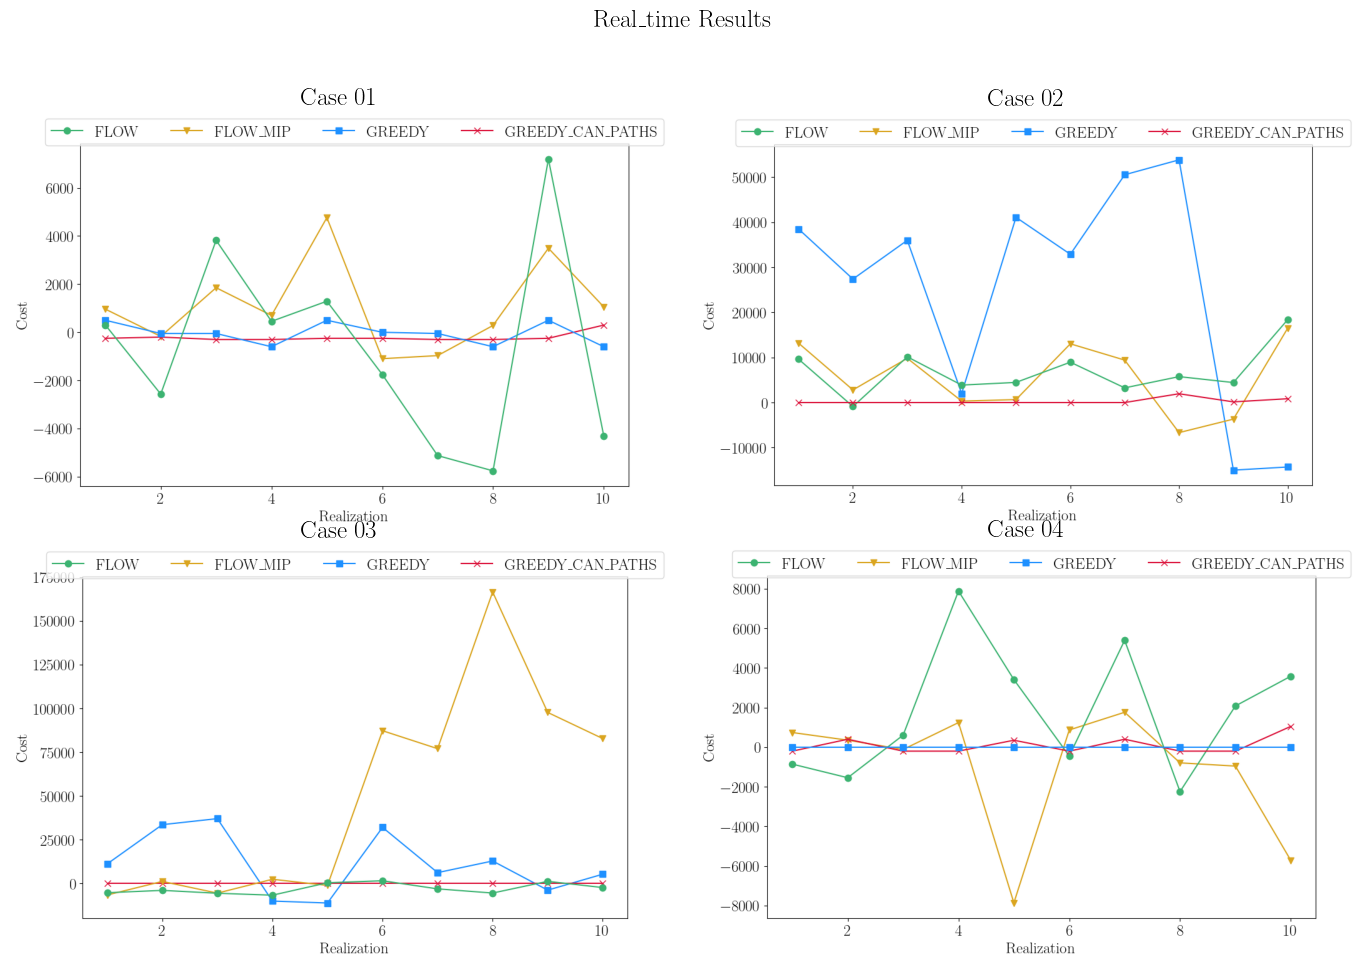 Real_time Results
Case 01
FLOW FLOW_MIP GREEDY GREEDY_CAN_PATHS
6000
4000
2000
0
−2000
−4000
−6000
Cost
2 4 6 8 10
Realization
Case 02
FLOW FLOW_MIP GREEDY GREEDY_CAN_PATHS
50000
40000
30000
20000
10000
0
−10000
Cost
2 4 6 8 10
Realization
Case 03
FLOW FLOW_MIP GREEDY GREEDY_CAN_PATHS
175000
150000
125000
100000
75000
50000
25000
0
Cost
2 4 6 8 10
Realization
Case 04
FLOW FLOW_MIP GREEDY GREEDY_CAN_PATHS
8000
6000
4000
2000
0
−2000
−4000
−6000
−8000
Cost
2 4 6 8 10
Realization